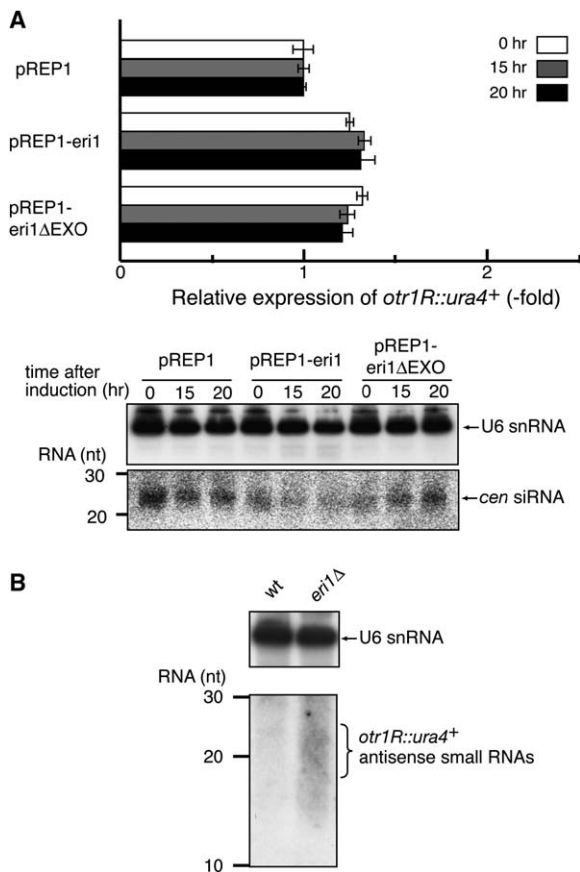 A
0 hr
15 hr
20 hr
pREP1
pREP1-eri1
pREP1-
eri1ΔEXO
0 1 2
Relative expression of otr1R::ura4+ (-fold)
time after
induction (hr)
pREP1 pREP1-eri1 pREP1-
eri1ΔEXO
0 15 20 0 15 20 0 15 20
U6 snRNA
RNA (nt)
30
20
cen siRNA
B
wt eri1Δ
U6 snRNA
RNA (nt)
30
20
10
otr1R::ura4+
antisense small RNAs